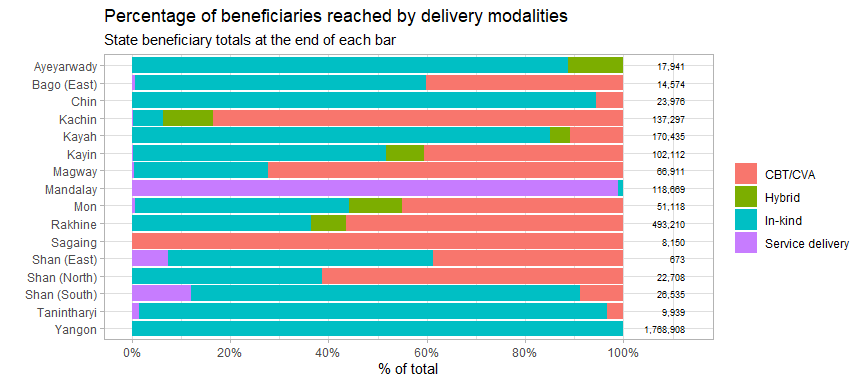 Percentage of beneficiaries reached by delivery modalities
State beneficiary totals at the end of each bar
Ayeyarwady 17,941
Bago (East) 14,574
Chin 23,976
Kachin 137,297
Kayah 170,435
Kayin 102,112
Magway 66,911
Mandalay 118,669
Mon 51,118
Rakhine 493,210
Sagaing 8,150
Shan (East) 673
Shan (North) 22,708
Shan (South) 26,535
Tanintharyi 9,939
Yangon 1,768,908
0% 20% 40% 60% 80% 100%
% of total
CBT/CVA
Hybrid
In-kind
Service delivery